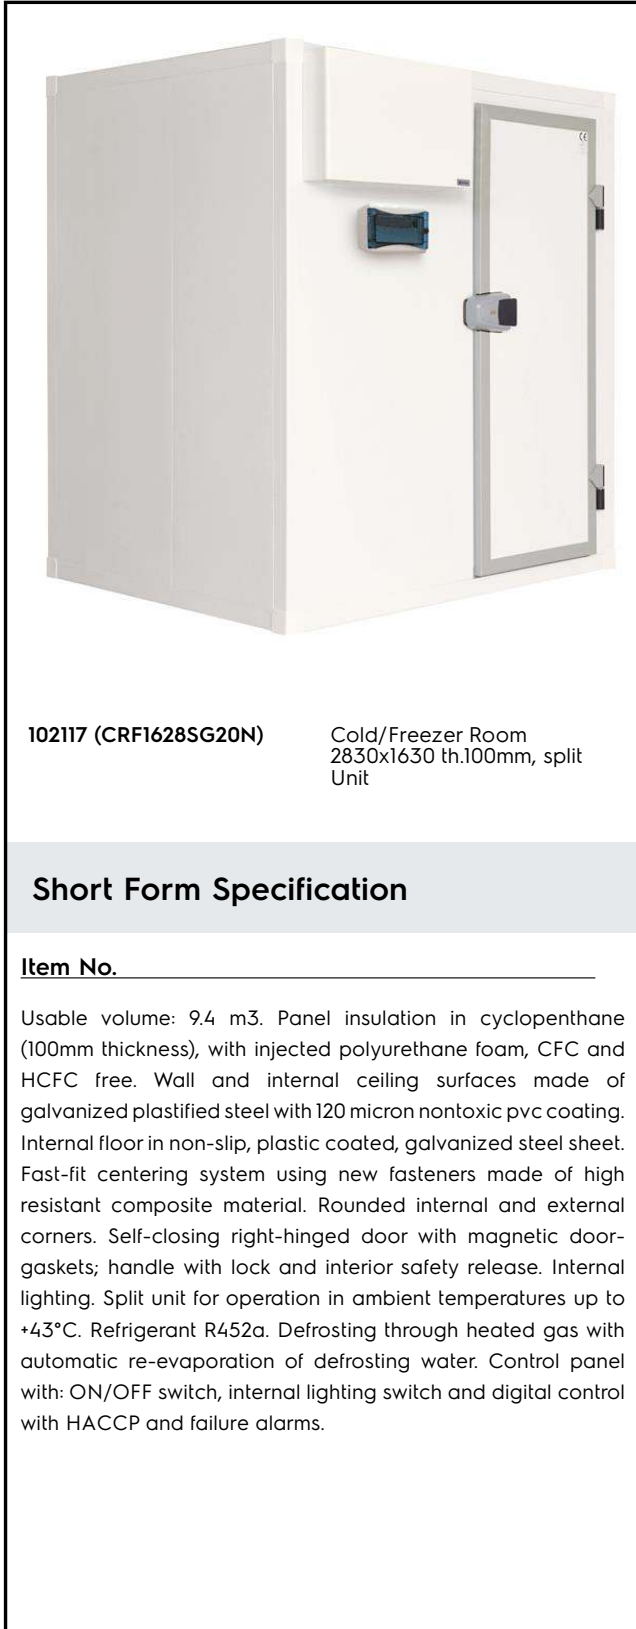 CE
102117 (CRF1628SG20N)
Cold/Freezer Room
2830x1630 th.100mm, split
Unit
Short Form Specification
Item No.
Usable volume: 9.4 m3. Panel insulation in cyclopenthane
(100mm thickness), with injected polyurethane foam, CFC and
HCFC free. Wall and internal ceiling surfaces made of
galvanized plastified steel with 120 micron nontoxic pvc coating.
Internal floor in non-slip, plastic coated, galvanized steel sheet.
Fast-fit centering system using new fasteners made of high
resistant composite material. Rounded internal and external
corners. Self-closing right-hinged door with magnetic door-
gaskets; handle with lock and interior safety release. Internal
lighting. Split unit for operation in ambient temperatures up to
+43°C. Refrigerant R452a. Defrosting through heated gas with
automatic re-evaporation of defrosting water. Control panel
with: ON/OFF switch, internal lighting switch and digital control
with HACCP and failure alarms.